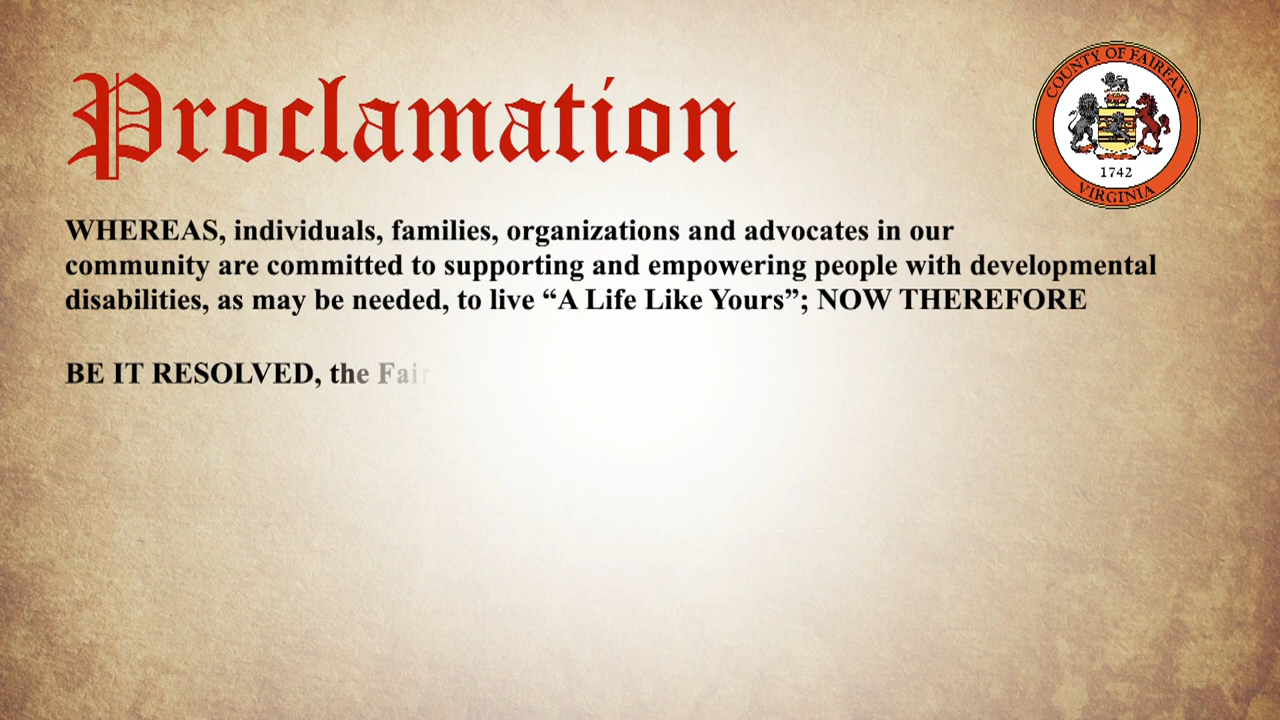 Proclamation
COUNTY OF FAIRFAX
1742
VIRGINIA
WHEREAS, individuals, families, organizations and advocates in our
community are committed to supporting and empowering people with developmental
disabilities, as may be needed, to live “A Life Like Yours”; NOW THEREFORE
BE IT RESOLVED, the Fair